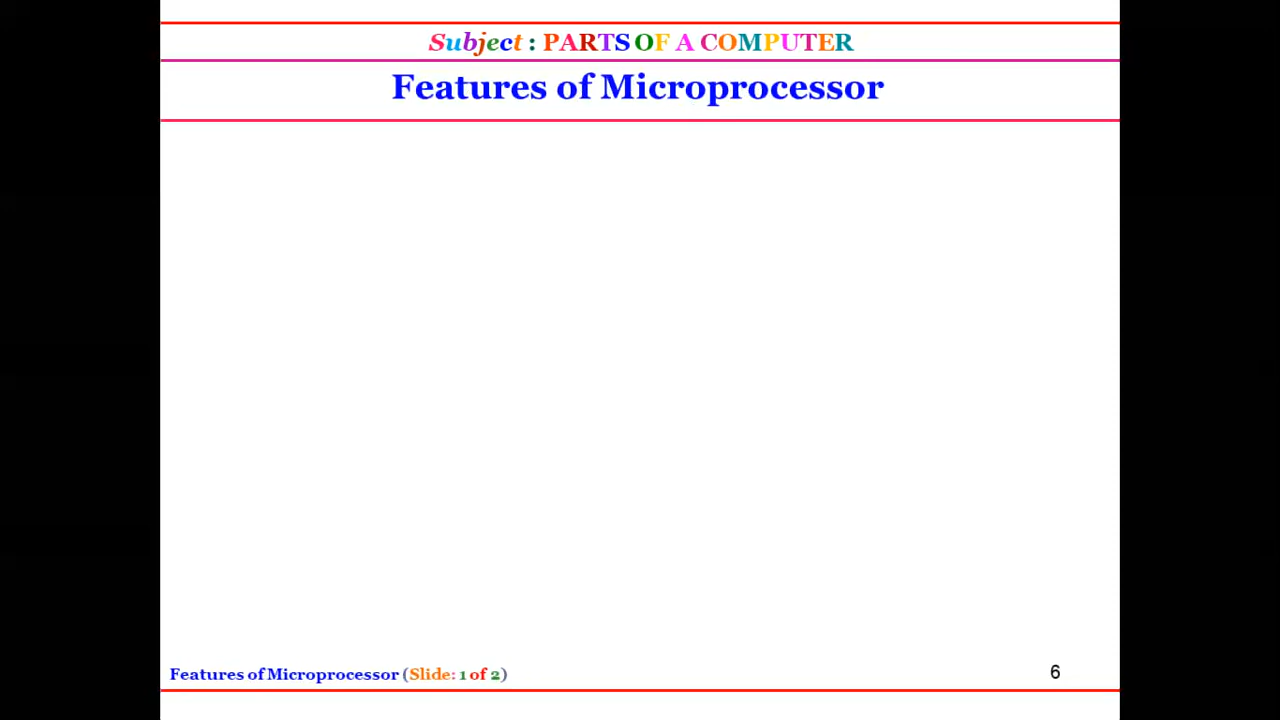 Subject : PARTS OF A COMPUTER
Features of Microprocessor
Features of Microprocessor (Slide: 1 of 2)
6